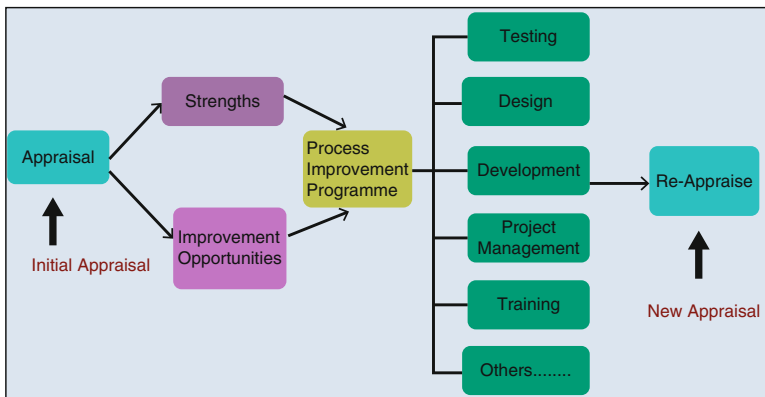 Appraisal
Initial Appraisal
Strengths
Improvement
Opportunities
Process
Improvement
Programme
Testing
Design
Development
Project
Management
Training
Others........
Re-Appraise
New Appraisal